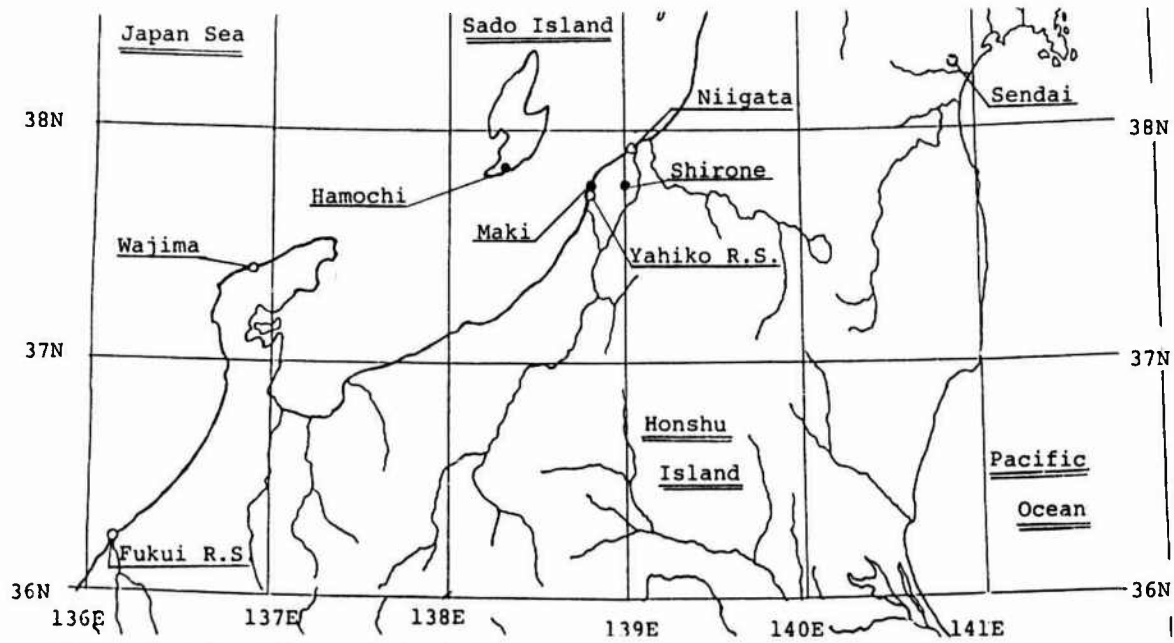 Japan Sea
Sado Island
Niigata
Sendai
38N
38N
Hamochi
Shirone
Maki
Wajima
Yahiko R.S.
37N
37N
Honshu
Island
Pacific
Ocean
Fukui R.S.
36N
36N
136E
137E
138E
139E
140E
141E